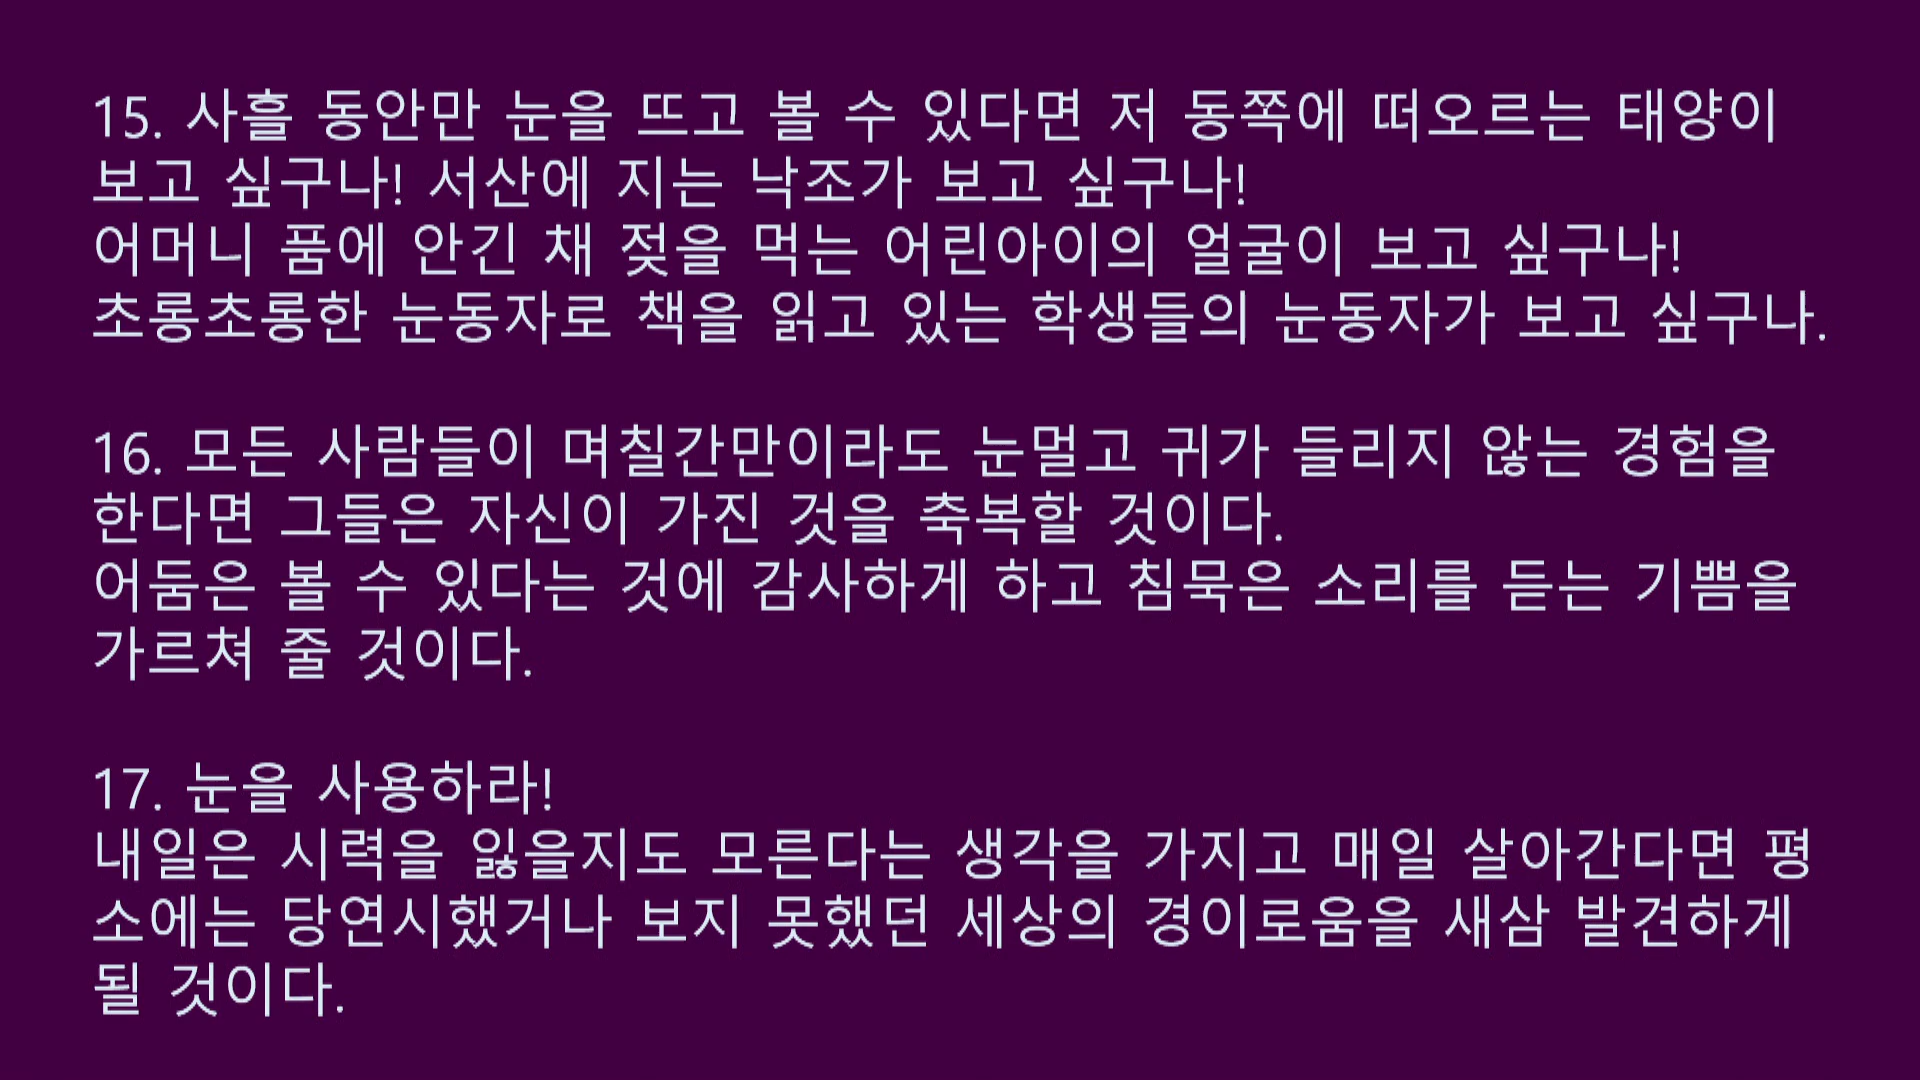 15. 사흘 동안만 눈을 뜨고 볼 수 있다면 저 동쪽에 떠오르는 태양이
보고 싶구나! 서산에 지는 낙조가 보고 싶구나!
어머니 품에 안긴 채 젖을 먹는 어린아이의 얼굴이 보고 싶구나!
초롱초롱한 눈동자로 책을 읽고 있는 학생들의 눈동자가 보고 싶구나.
16. 모든 사람들이 며칠간만이라도 눈멀고 귀가 들리지 않는 경험을
한다면 그들은 자신이 가진 것을 축복할 것이다.
어둠은 볼 수 있다는 것에 감사하게 하고 침묵은 소리를 듣는 기쁨을
가르쳐 줄 것이다.
17. 눈을 사용하라!
내일은 시력을 잃을지도 모른다는 생각을 가지고 매일 살아간다면 평
소에는 당연시했거나 보지 못했던 세상의 경이로움을 새삼 발견하게
될 것이다.